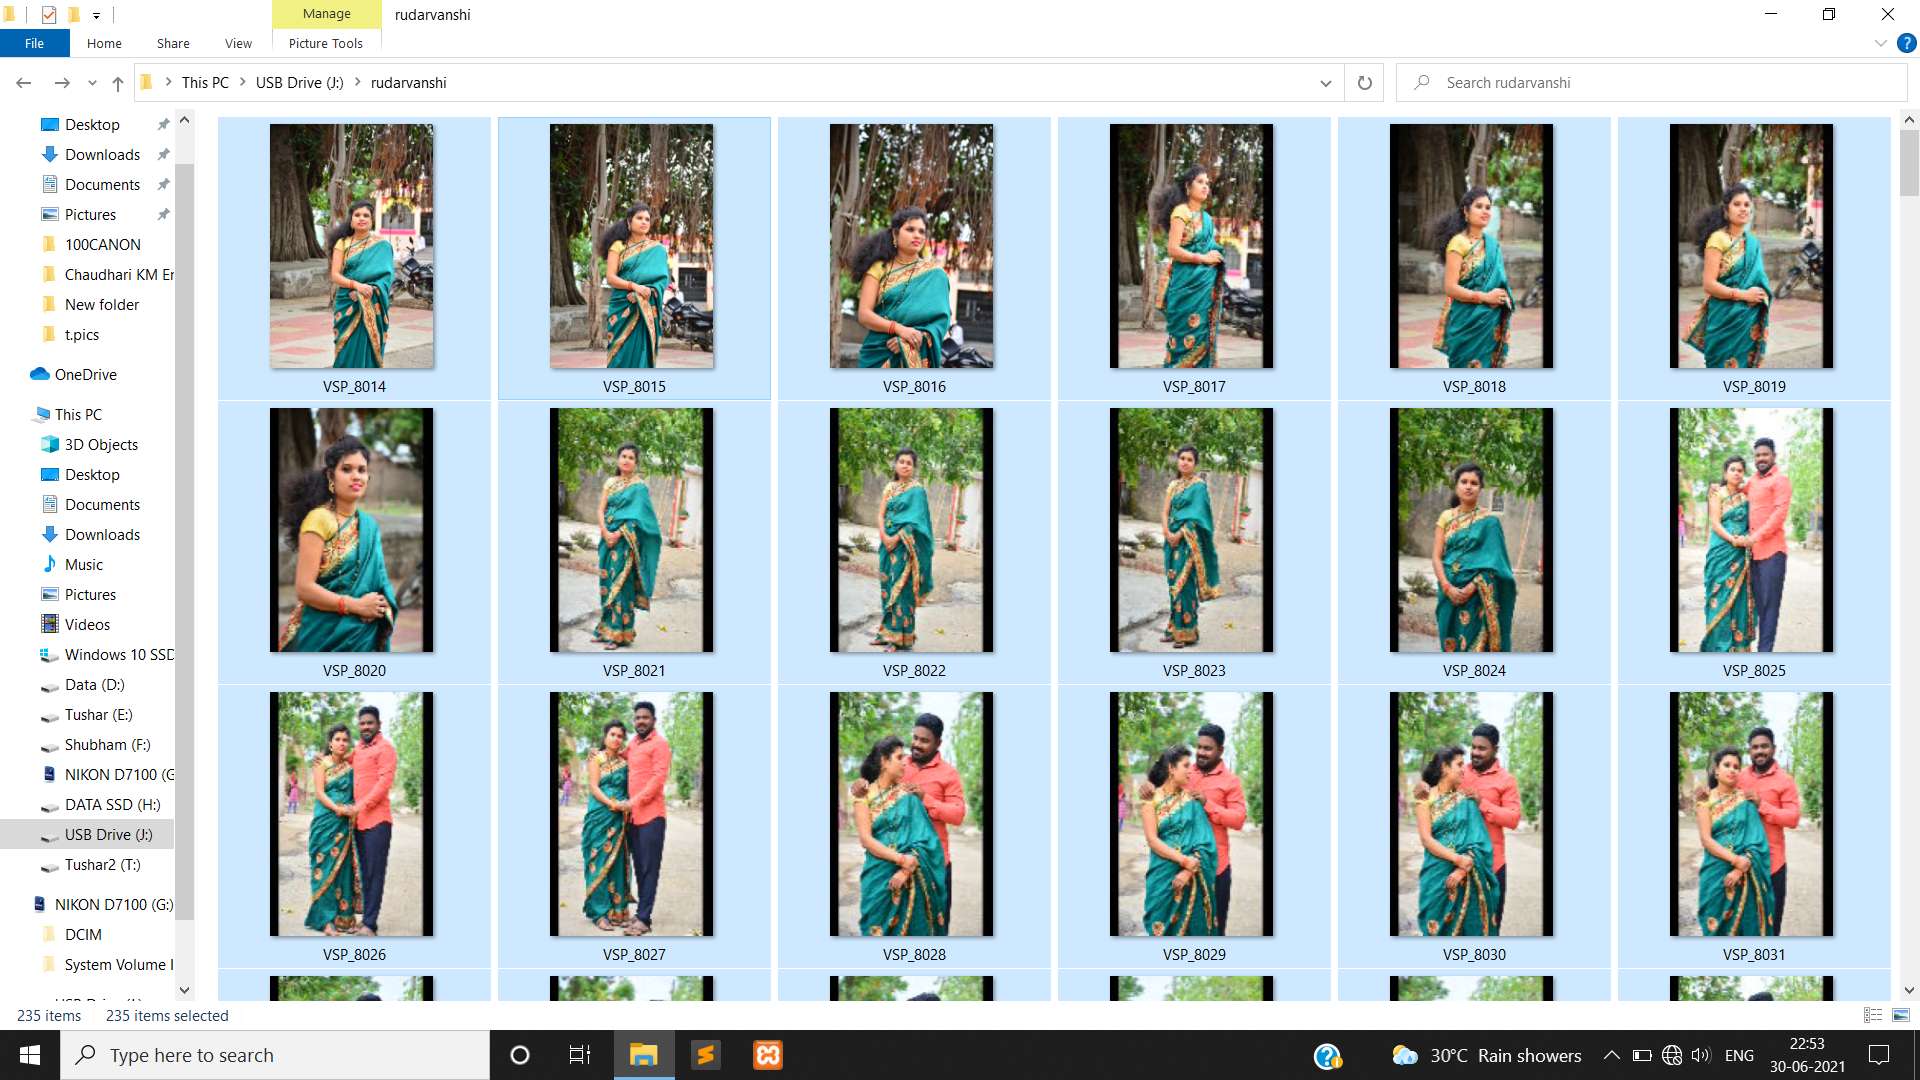 Manage
rudarvanshi
File
Home
Share
View
Picture Tools
This PC
USB Drive (J:)
rudarvanshi
Search rudarvanshi
Desktop
Downloads
Documents
Pictures
100CANON
Chaudhari KM Er
New folder
t.pics
OneDrive
This PC
3D Objects
Desktop
Documents
Downloads
Music
Pictures
Videos
Windows 10 SSD
Data (D:)
Tushar (E:)
Shubham (F:)
NIKON D7100 (G
DATA SSD (H:)
USB Drive (J:)
Tushar2 (T:)
NIKON D7100 (G:)
DCIM
System Volume I
VSP_8014
VSP_8015
VSP_8016
VSP_8017
VSP_8018
VSP_8019
VSP_8020
VSP_8021
VSP_8022
VSP_8023
VSP_8024
VSP_8025
VSP_8026
VSP_8027
VSP_8028
VSP_8029
VSP_8030
VSP_8031
235 items
235 items selected
Type here to search
30°C Rain showers
ENG
22:53
30-06-2021